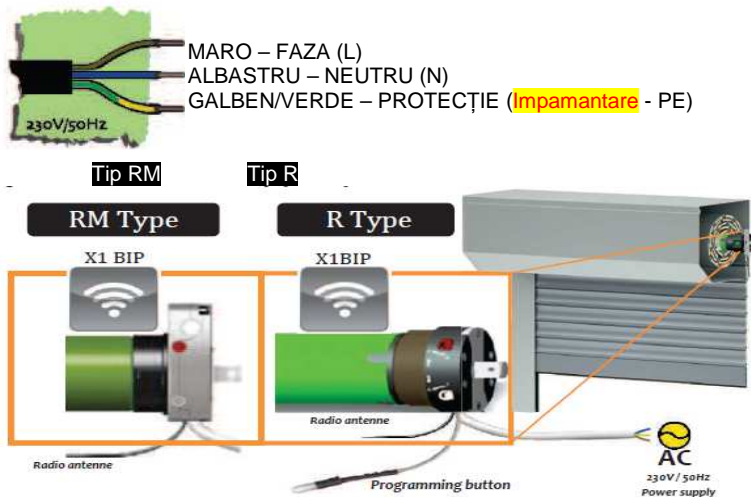 MARO – FAZA (L)
ALBASTRU – NEUTRU (N)
GALBEN/VERDE – PROTECȚIE (Impamantare - PE)
230V/50Hz
Tip RM
Tip R
RM Type
R Type
X1 BIP
X1BIP
Radio antenne
Radio antenne
Programming button
AC
230V / 50Hz
Power supply